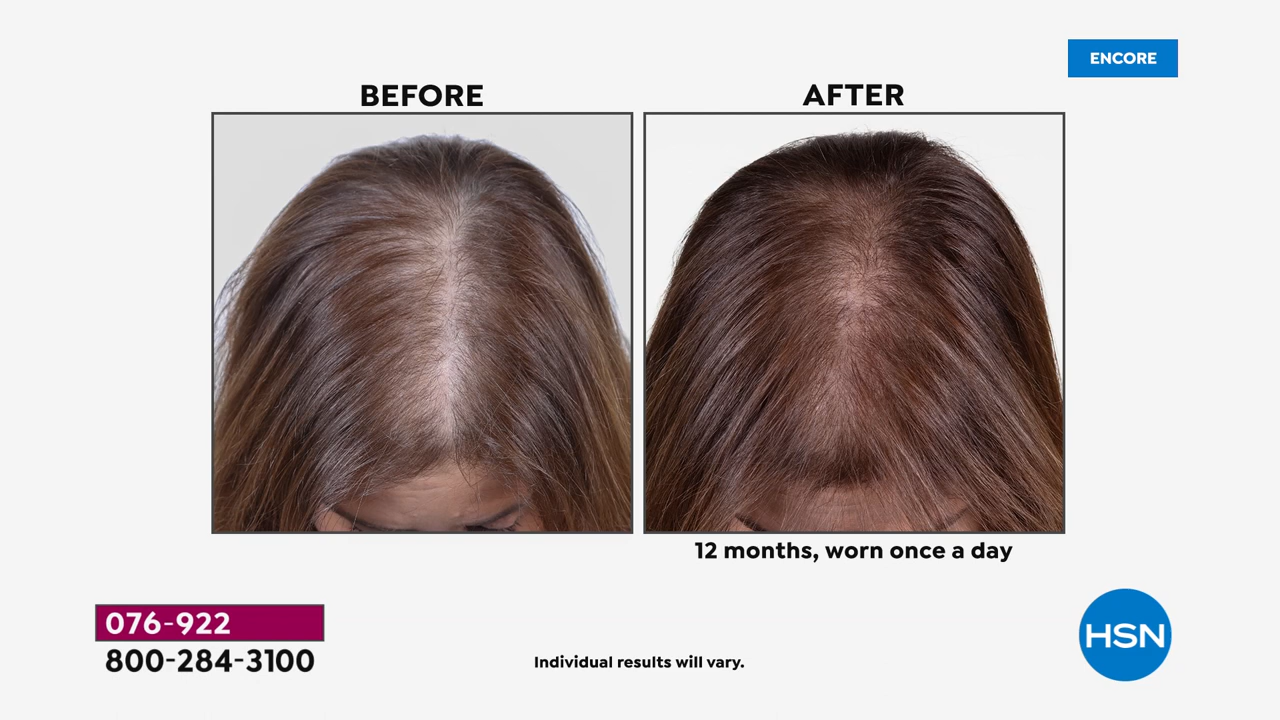 ENCORE
BEFORE
AFTER
12 months, worn once a day
076-922
800-284-3100
Individual results will vary.
HSN